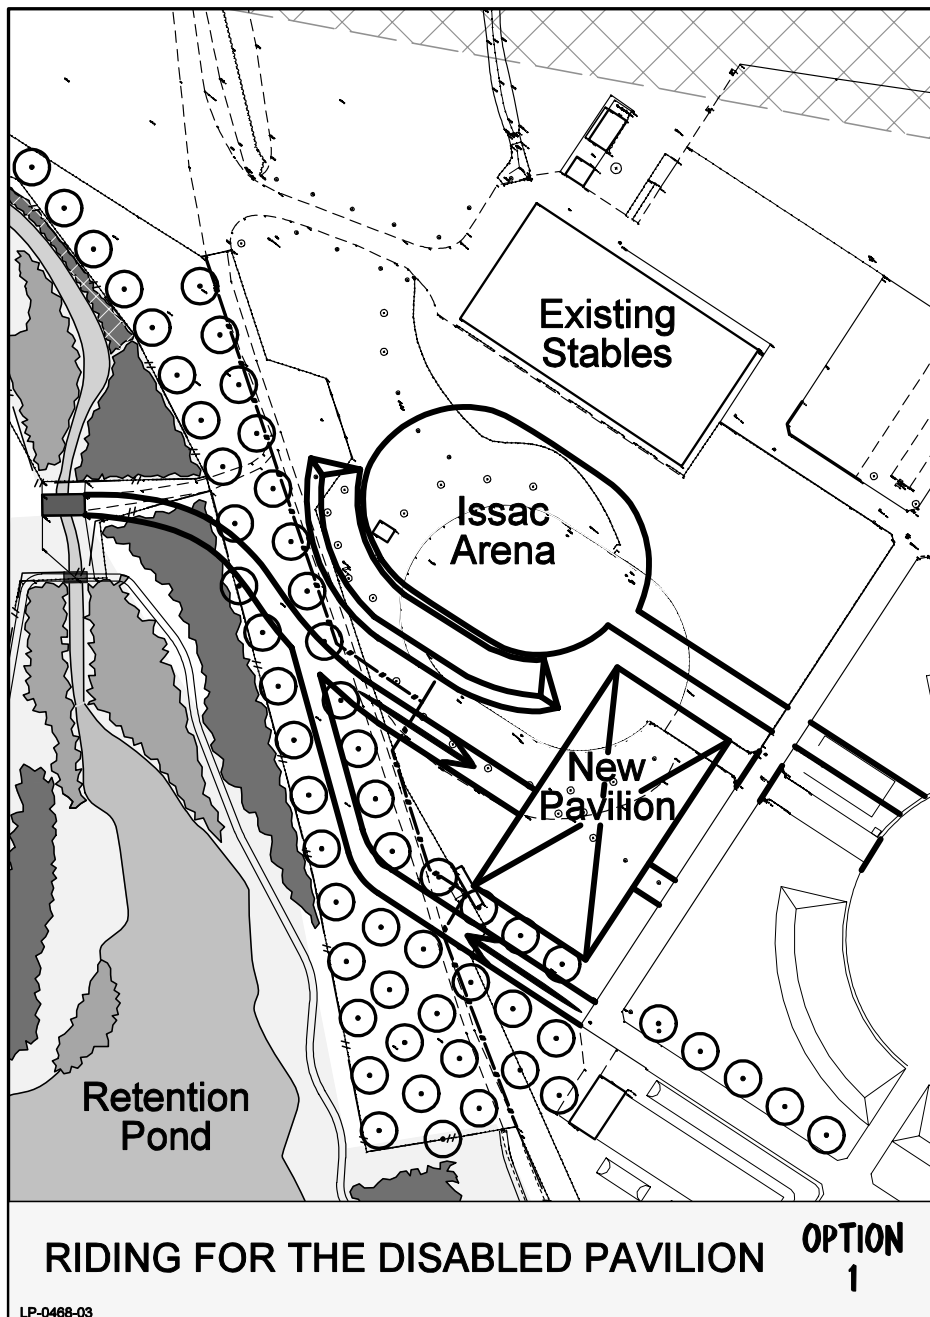 Existing
Stables
Issac
Arena
New
Pavilion
Retention
Pond
RIDING FOR THE DISABLED PAVILION
OPTION
1
LP-0468-03